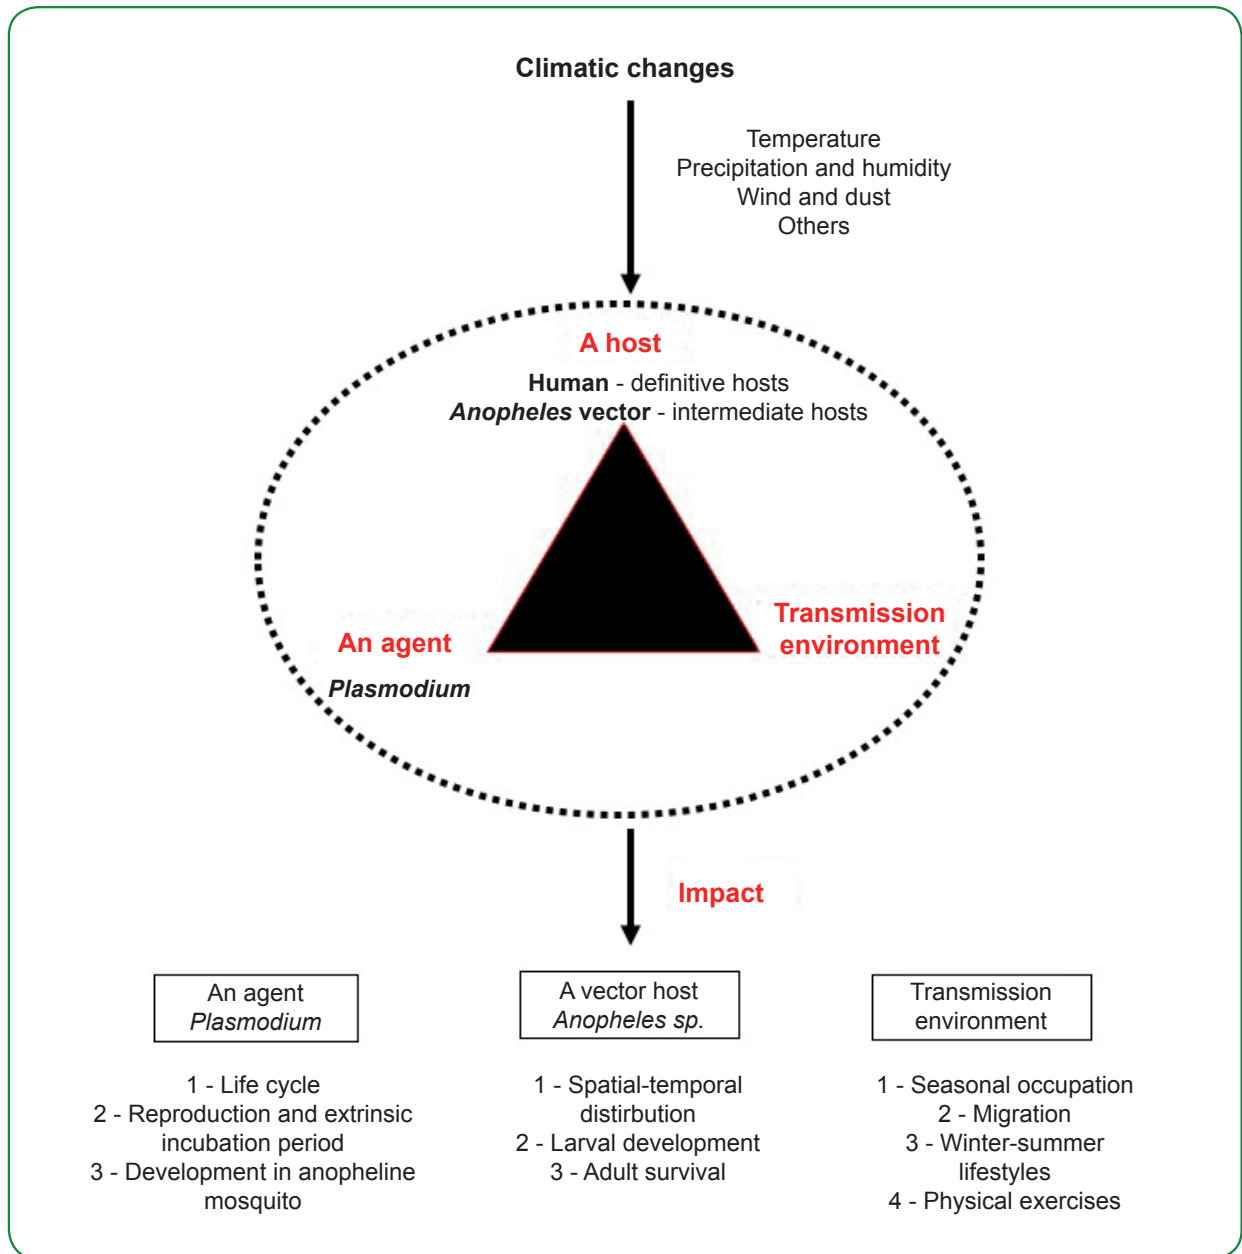 Climatic changes
Temperature
Precipitation and humidity
Wind and dust
Others
A host
Human - definitive hosts
Anopheles vector - intermediate hosts
Transmission
environment
An agent
Plasmodium
Impact
An agent
Plasmodium
1 - Life cycle
2 - Reproduction and extrinsic
incubation period
3 - Development in anopheline
mosquito
A vector host
Anopheles sp.
1 - Spatial-temporal
distirbution
2 - Larval development
3 - Adult survival
Transmission
environment
1 - Seasonal occupation
2 - Migration
3 - Winter-summer
lifestyles
4 - Physical exercises